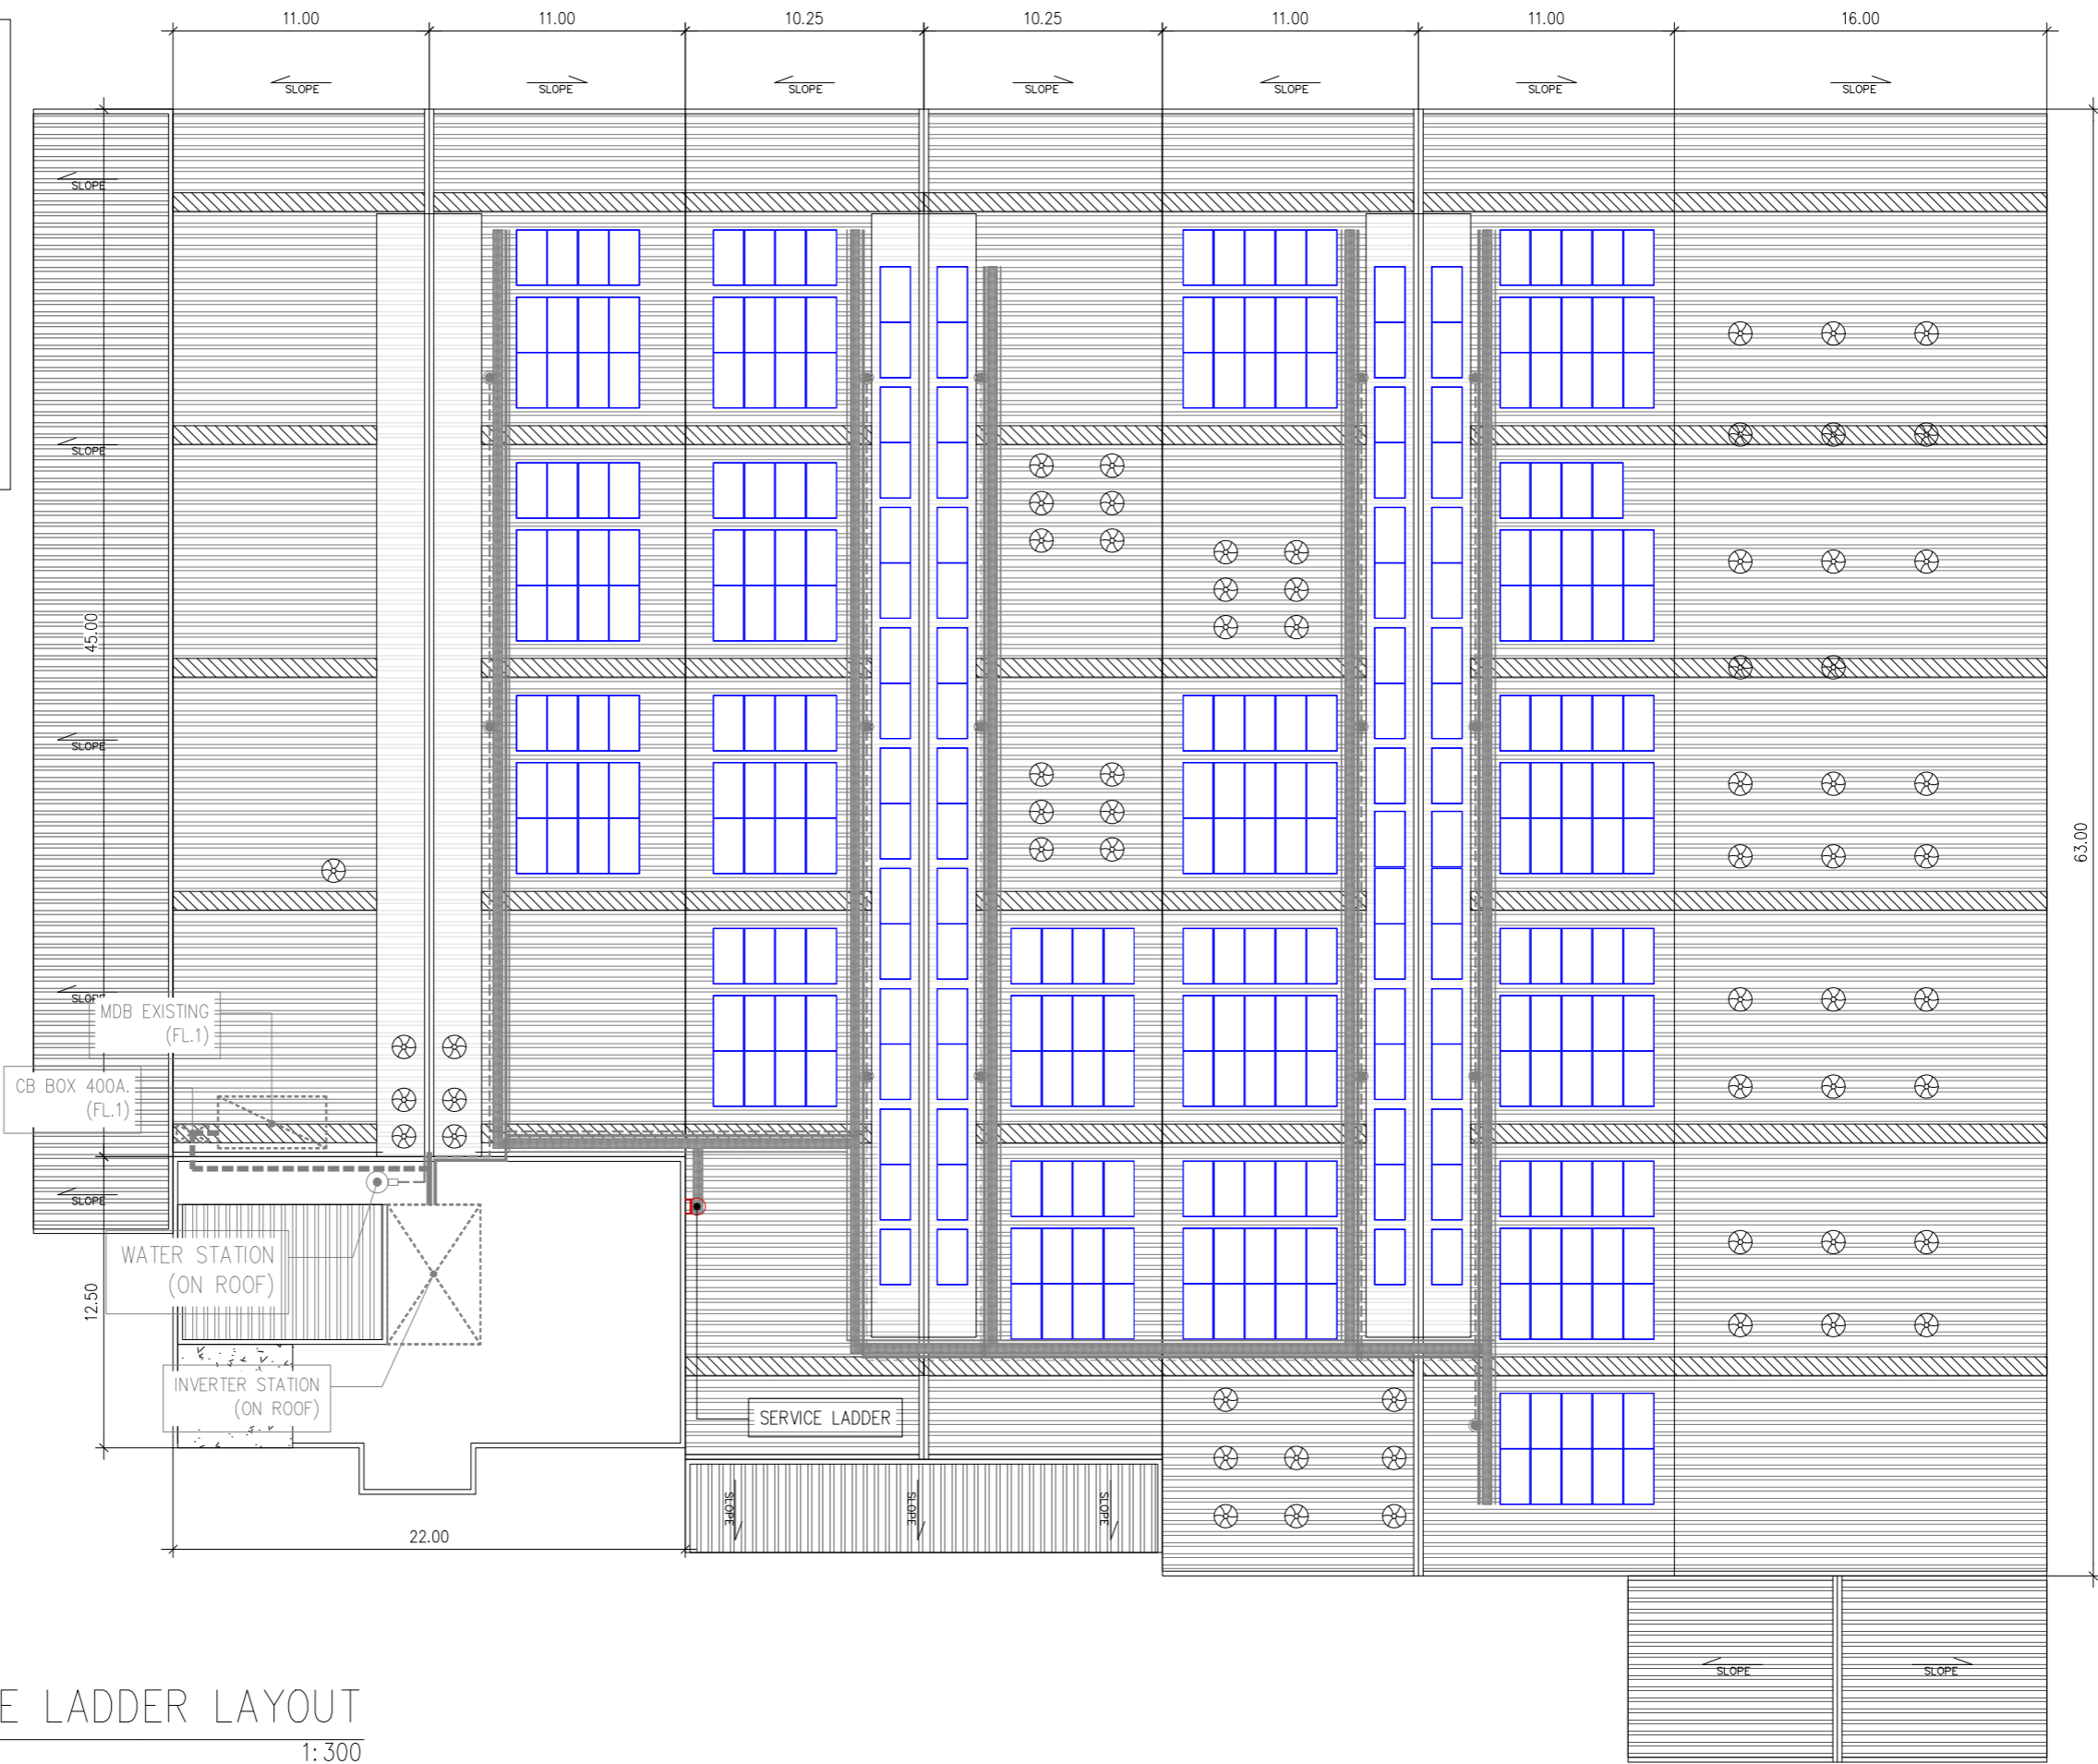 11.00
11.00
10.25
10.25
11.00
11.00
16.00
SLOPE
SLOPE
SLOPE
SLOPE
SLOPE
SLOPE
SLOPE
SLOPE
SLOPE
45.00
SLOPE
63.00
SLOPE
MDB EXISTING
(FL.1)
CB BOX 400A.
(FL.1)
SLOPE
WATER STATION
(ON ROOF)
12.50
INVERTER STATION
(ON ROOF)
SERVICE LADDER
SLOPE
SLOPE
SLOPE
22.00
SLOPE
SLOPE
E LADDER LAYOUT
1:300